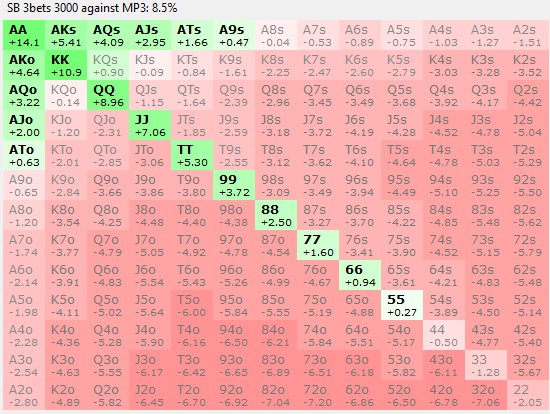 SB 3bets 3000 against MP3: 8.5%
AA AKs AQs AJs ATs A9s A8s A7s A6s A5s A4s A3s A2s
+14.1 +5.41 +4.09 +2.95 +1.66 +0.47 -0.04 -0.53 -0.89 -0.75 -1.03 -1.27 -1.51
AKo KK KQs KJs KTs K9s K8s K7s K6s K5s K4s K3s K2s
+4.64 +10.9 +0.90 -0.09 -0.84 -1.61 -2.25 -2.47 -2.60 -2.79 -3.03 -3.28 -3.52
AQo KQo QQ QJs QTs Q9s Q8s Q7s Q6s Q5s Q4s Q3s Q2s
+3.22 -0.14 +8.96 -1.15 -1.64 -2.39 -2.96 -3.45 -3.49 -3.68 -3.92 -4.17 -4.42
AJo KJo QJo JJ JTs J9s J8s J7s J6s J5s J4s J3s J2s
+2.00 -1.20 -2.31 +7.06 -1.85 -2.59 -3.18 -3.72 -4.19 -4.28 -4.52 -4.78 -5.04
ATo KTo QTo JTo TT T9s T8s T7s T6s T5s T4s T3s T2s
+0.63 -2.01 -2.85 -3.06 +5.30 -2.55 -3.12 -3.62 -4.10 -4.64 -4.78 -5.03 -5.29
A9o K9o Q9o J9o T9o 99 98s 97s 96s 95s 94s 93s 92s
-0.65 -2.84 -3.66 -3.86 -3.80 +3.72 -3.09 -3.49 -3.94 -4.49 -5.10 -5.25 -5.50
A8o K8o Q8o J8o T8o 98o 88 87s 86s 85s 84s 83s 82s
-1.20 -3.54 -4.25 -4.48 -4.40 -4.38 +2.50 -3.27 -3.70 -4.22 -4.85 -5.48 -5.62
A7o K7o Q7o J7o T7o 97o 87o 77 76s 75s 74s 73s 72s
-1.74 -3.77 -4.79 -5.05 -4.92 -4.78 -4.54 +1.60 -3.41 -3.90 -4.52 -5.15 -5.79
A6o K6o Q6o J6o T6o 96o 86o 76o 66 65s 64s 63s 62s
-2.14 -3.91 -4.83 -5.54 -5.43 -5.26 -4.99 -4.67 +0.94 -3.61 -4.21 -4.83 -5.48
A5o K5o Q5o J5o T5o 95o 85o 75o 65o 55 54s 53s 52s
-1.98 -4.11 -5.02 -5.64 -6.00 -5.84 -5.55 -5.19 -4.88 +0.27 -3.89 -4.50 -5.14
A4o K4o Q4o J4o T4o 94o 84o 74o 64o 54o 44 43s 42s
-2.28 -4.36 -5.28 -5.90 -6.16 -6.50 -6.21 -5.84 -5.51 -5.17 -0.50 -4.77 -5.40
A3o K3o Q3o J3o T3o 93o 83o 73o 63o 53o 43o 33 32s
-2.54 -4.63 -5.55 -6.17 -6.42 -6.65 -6.89 -6.51 -6.18 -5.82 -6.11 -1.28 -5.67
A2o K2o Q2o J2o T2o 92o 82o 72o 62o 52o 42o 32o 22
-2.80 -4.89 -5.82 -6.45 -6.70 -6.92 -7.04 -7.20 -6.86 -6.50 -6.78 -7.06 -2.05